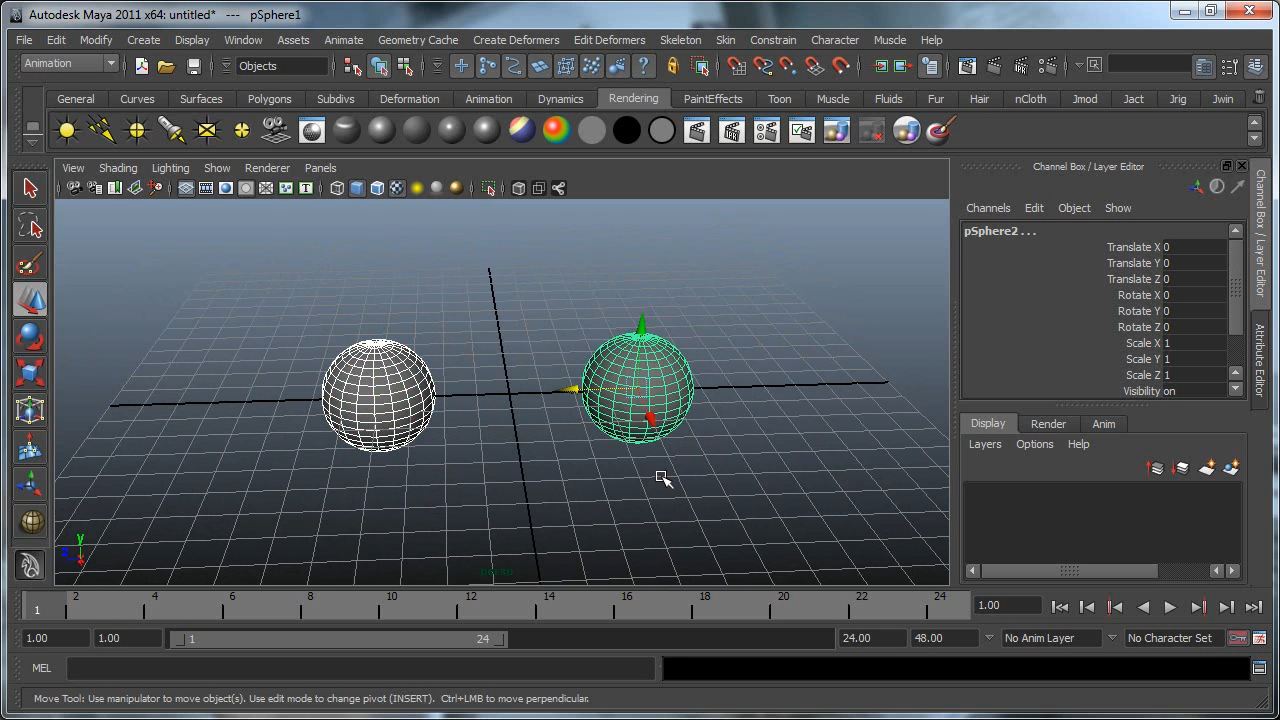 Autodesk Maya 2011 x64: untitled* --- pSphere1
File Edit Modify Create Display Window Assets Animate Geometry Cache Create Deformers Edit Deformers Skeleton Skin Constrain Character Muscle Help
Animation Objects
General Curves Surfaces Polygons Subdivs Deformation Animation Dynamics Rendering PaintEffects Toon Muscle Fluids Fur Hair nCloth Jmod Jact Jrig Jwin
View Shading Lighting Show Renderer Panels
Channel Box / Layer Editor
Channels Edit Object Show
pSphere2 . . .
Translate X 0
Translate Y 0
Translate Z 0
Rotate X 0
Rotate Y 0
Rotate Z 0
Scale X 1
Scale Y 1
Scale Z 1
Visibility on
Channel Box / Layer Editor
Attribute Editor
Display Render Anim
Layers Options Help
y
z
persp
1 2 4 6 8 10 12 14 16 18 20 22 24 1.00
1.00 1.00 1 24 24.00 48.00 No Anim Layer No Character Set
MEL
Move Tool: Use manipulator to move object(s). Use edit mode to change pivot (INSERT). Ctrl+LMB to move perpendicular.